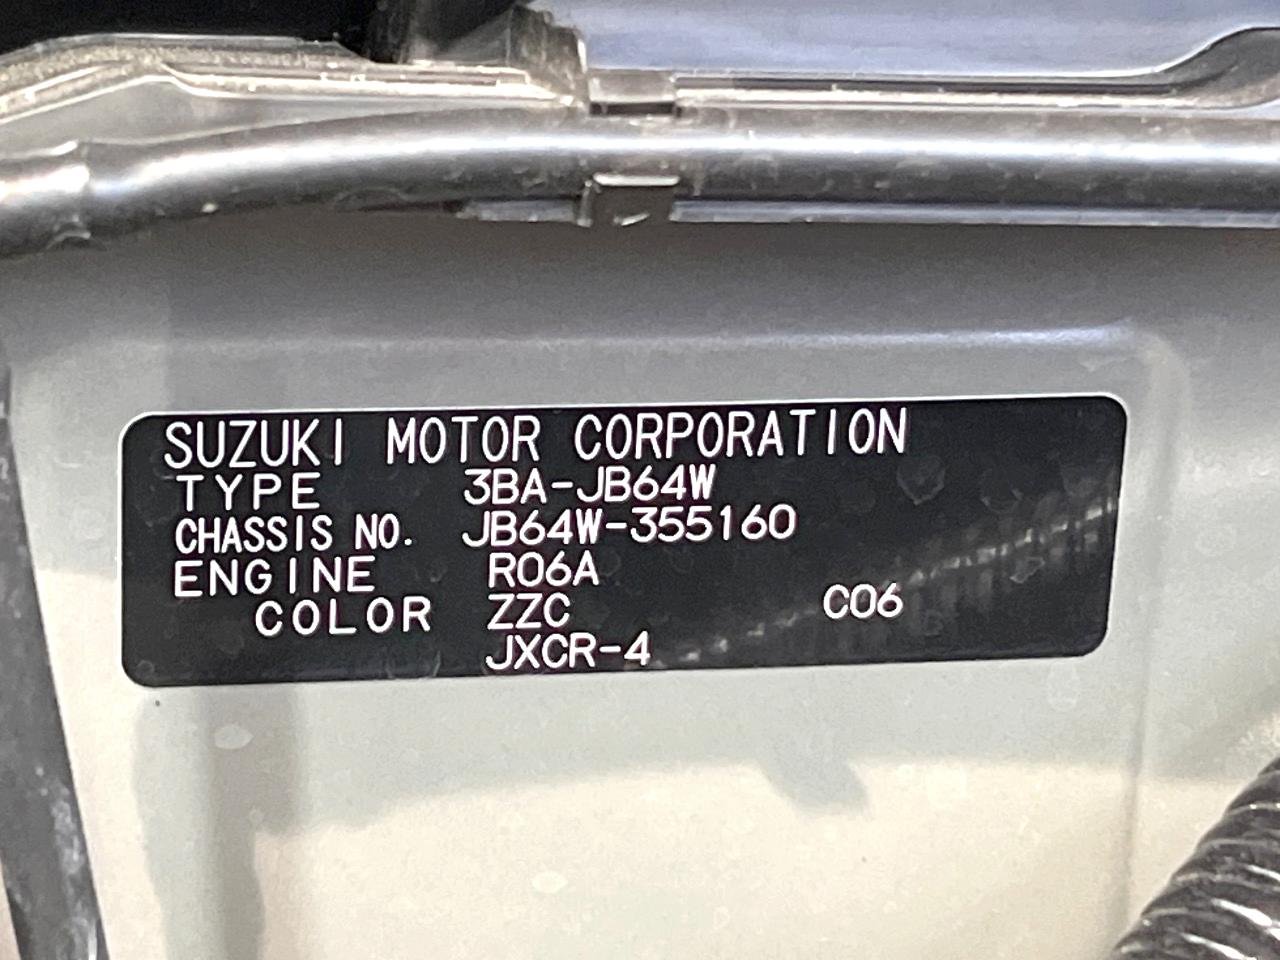 SUZUKI MOTOR CORPORATION
TYPE 3BA-JB64W
CHASSIS NO. JB64W-355160
ENGINE R06A
COLOR ZZC C06
JXCR-4